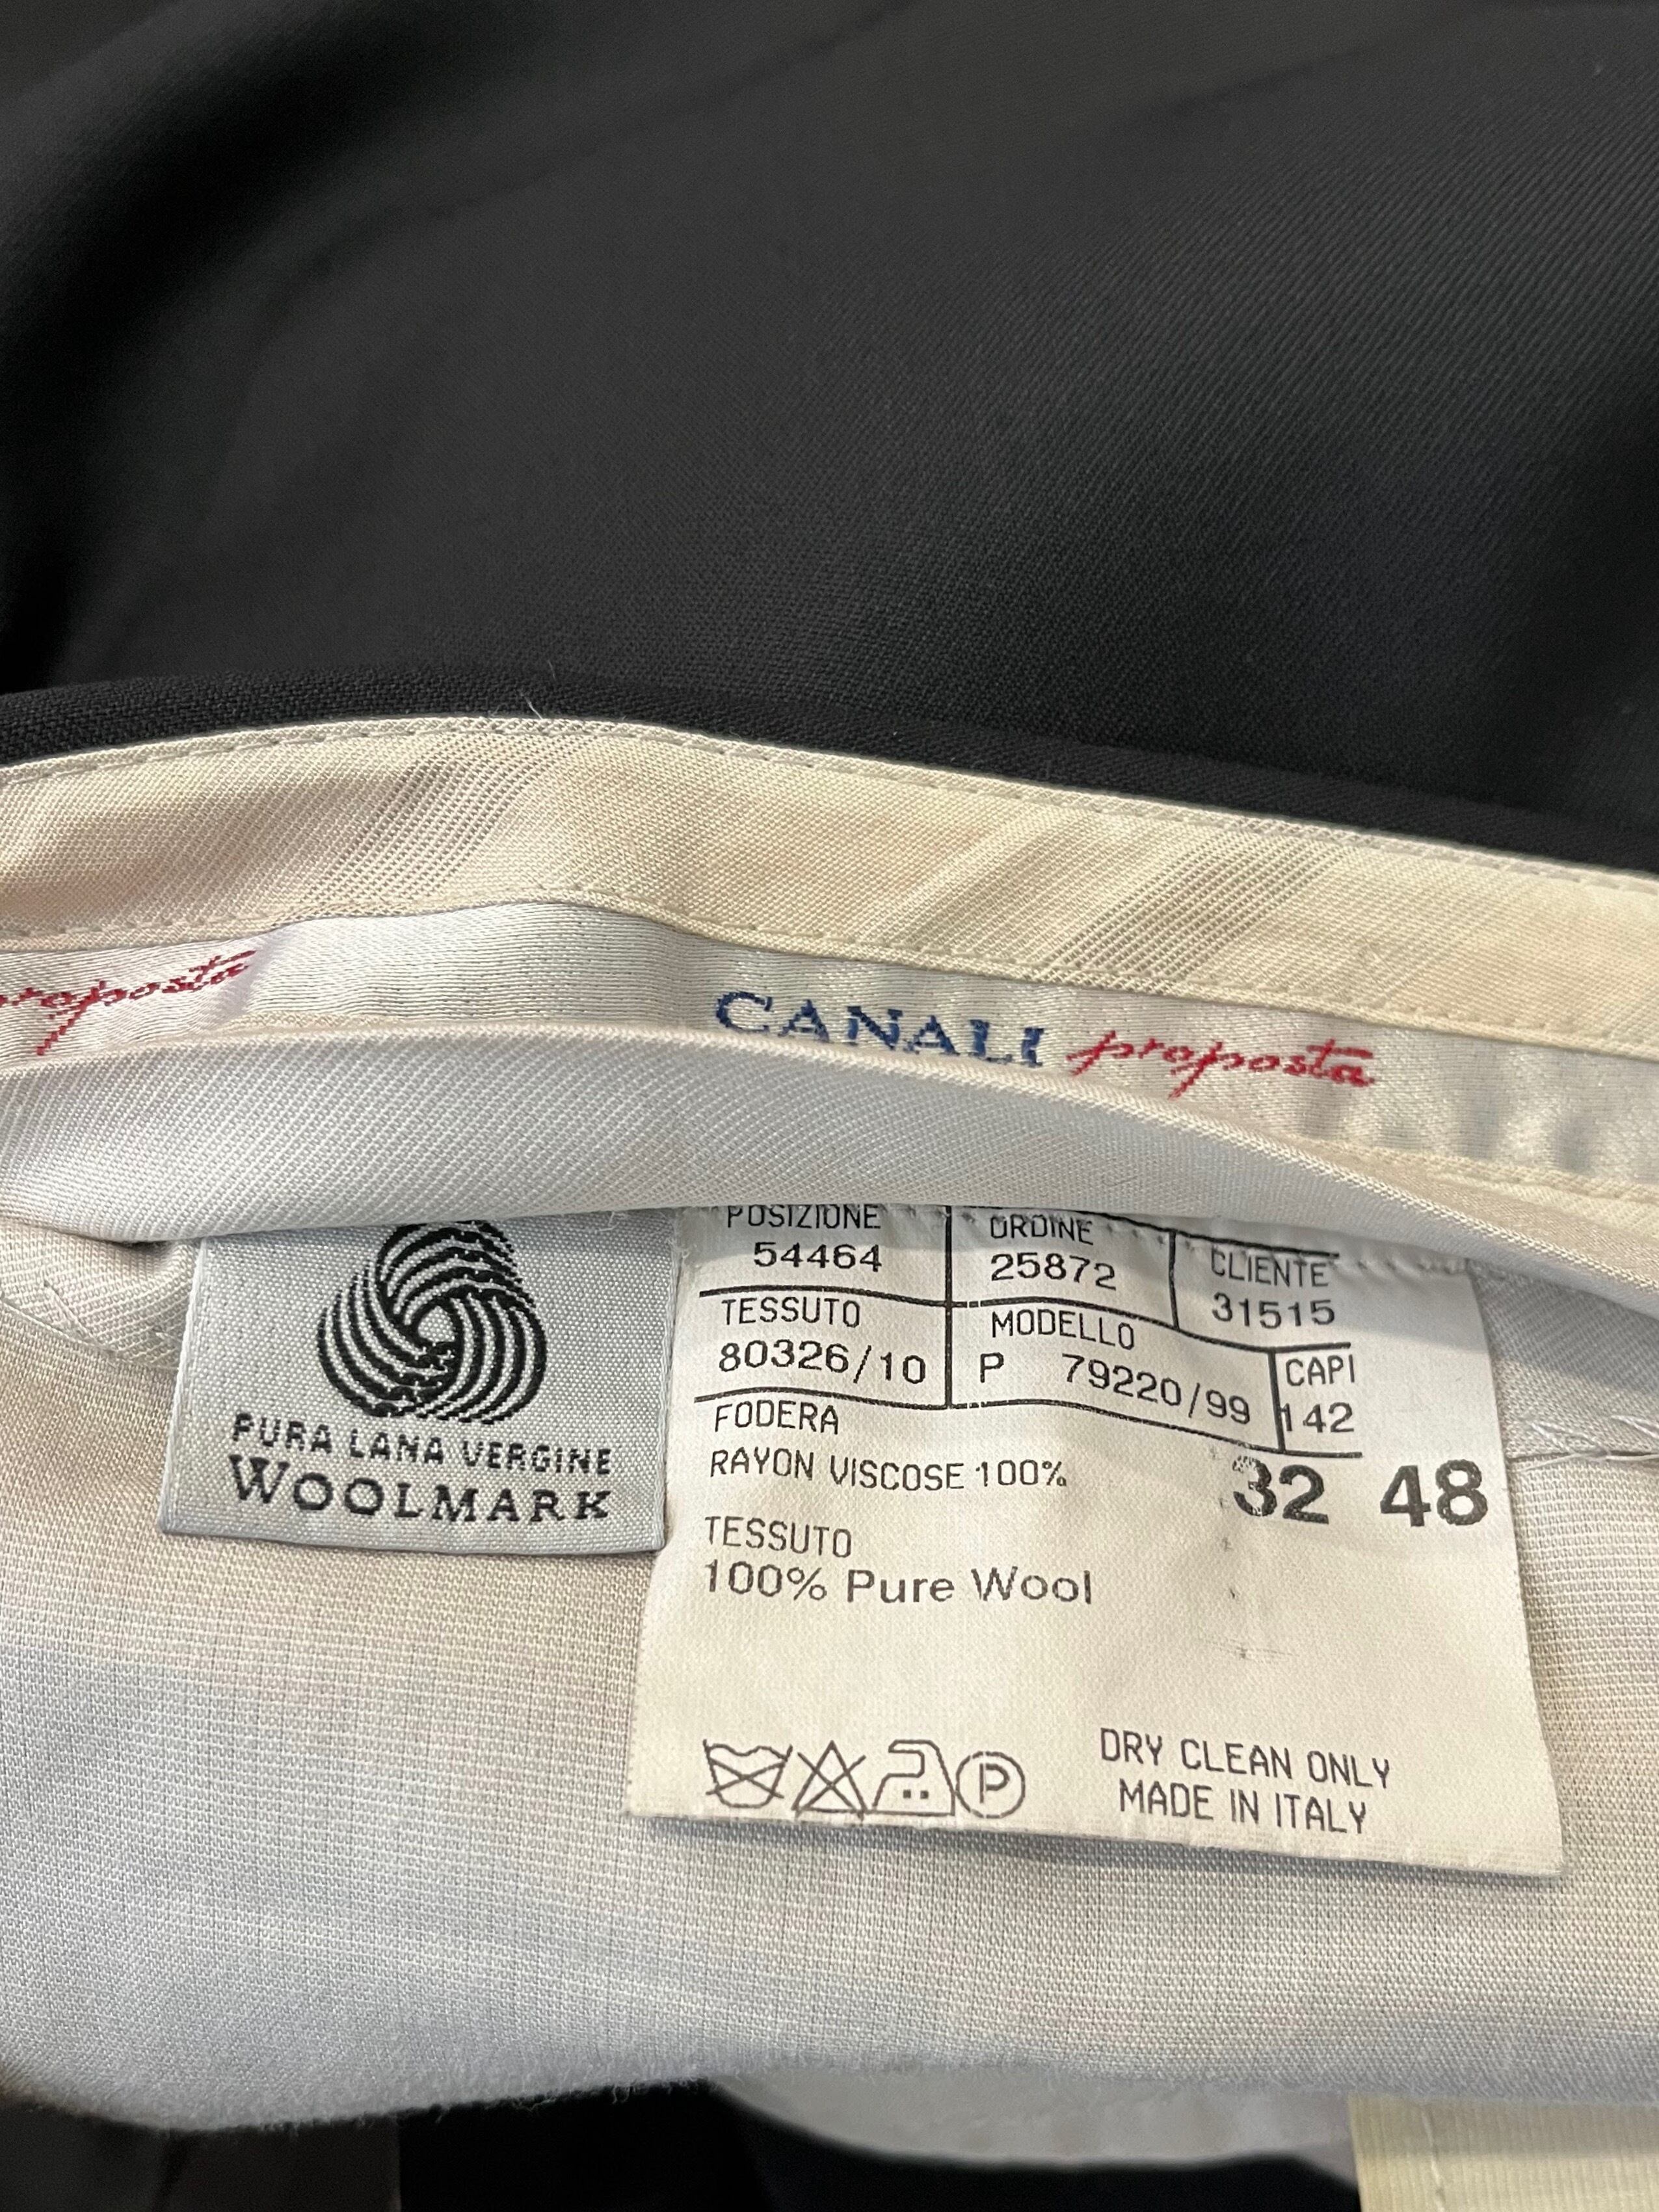 proposta
CANALI proposta
PURA LANA VERGINE
WOOLMARK
POSIZIONE
54464
ORDINE
25872
CLIENTE
31515
TESSUTO
80326/10
MODELLO
P 79220/99
CAPI
142
FODERA
RAYON VISCOSE 100%
32 48
TESSUTO
100% Pure Wool
P
DRY CLEAN ONLY
MADE IN ITALY